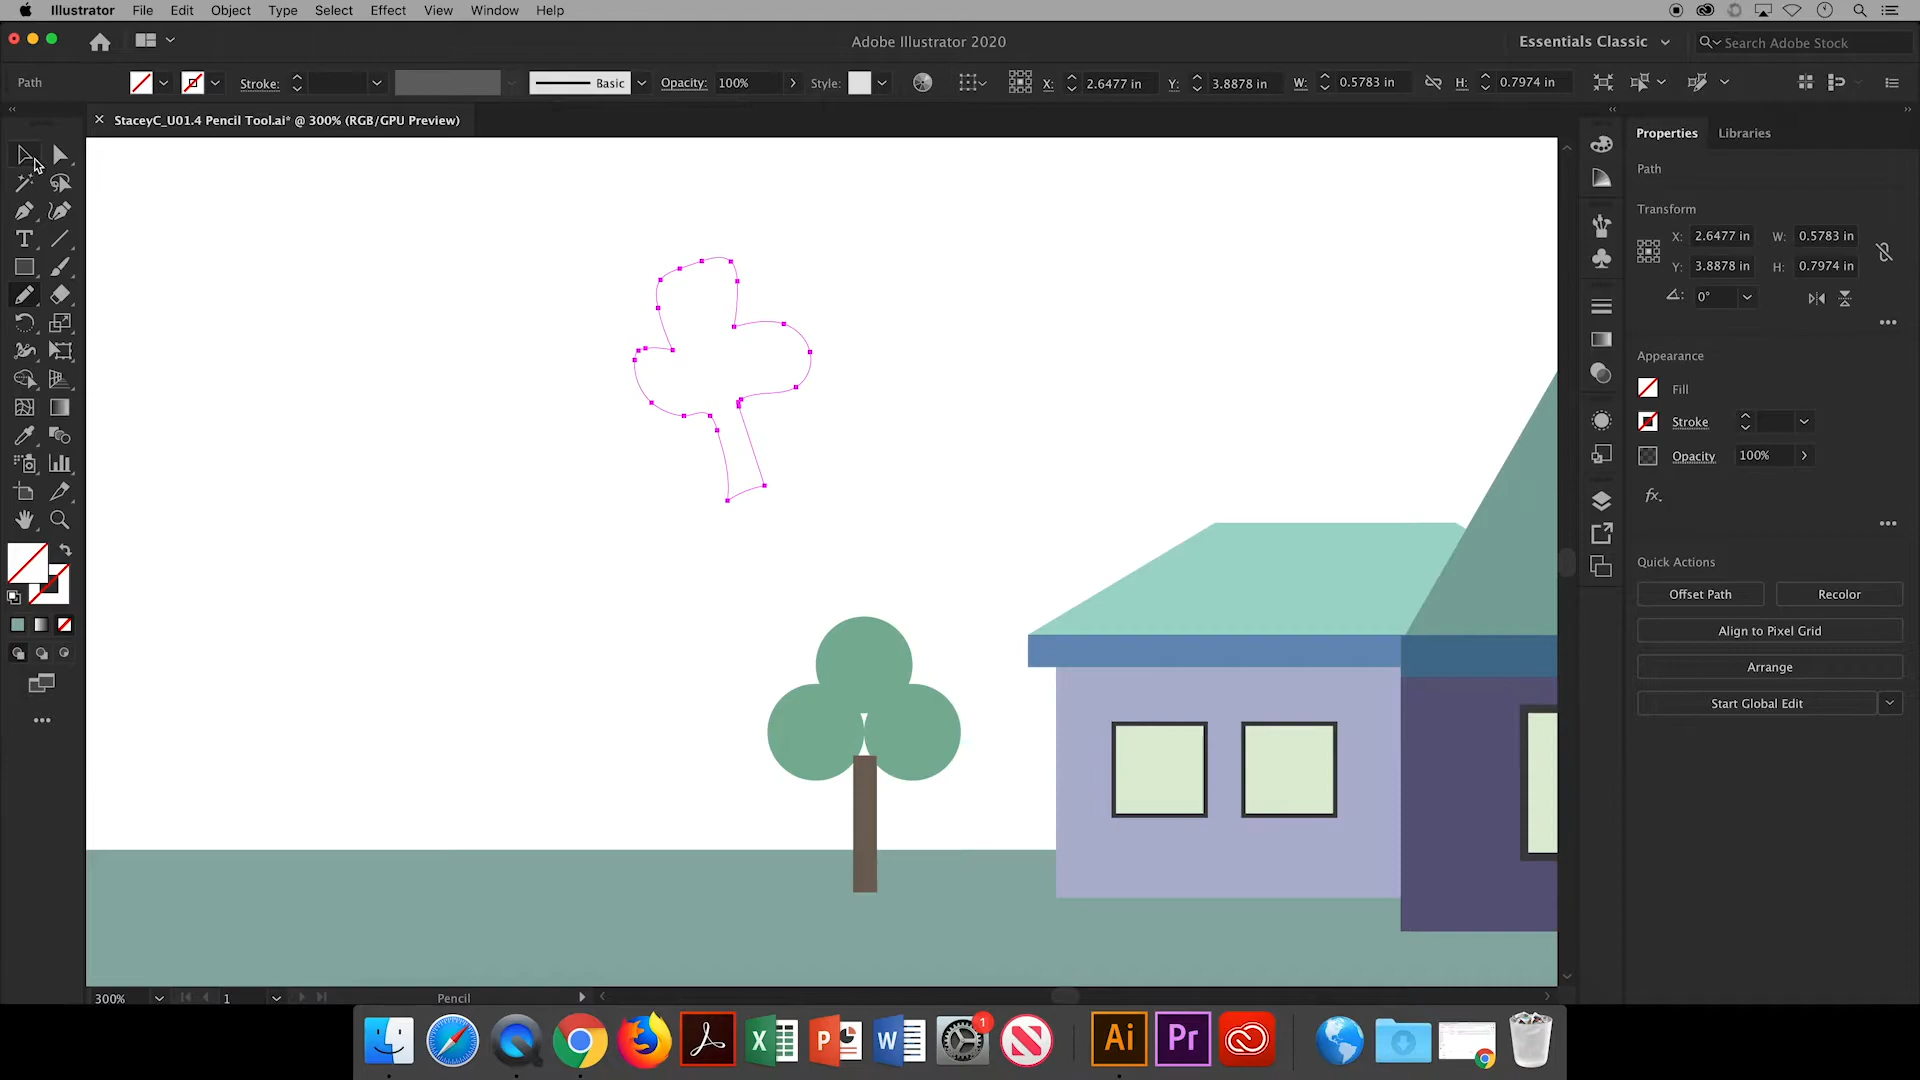 Illustrator File Edit Object Type Select Effect View Window Help
Adobe Illustrator 2020
Essentials Classic
Search Adobe Stock
Path
Stroke:
Basic
Opacity: 100%
Style:
X: 2.6477 in
Y: 3.8878 in
W: 0.5783 in
H: 0.7974 in
× StaceyC_U01.4 Pencil Tool.ai* @ 300% (RGB/GPU Preview)
Properties Libraries
Path
Transform
X: 2.6477 in W: 0.5783 in
Y: 3.8878 in H: 0.7974 in
0°
Appearance
Fill
Stroke
Opacity 100%
fx
Quick Actions
Offset Path Recolor
Align to Pixel Grid
Arrange
Start Global Edit
300% 1 Pencil
X P W 1 N Ai Pr